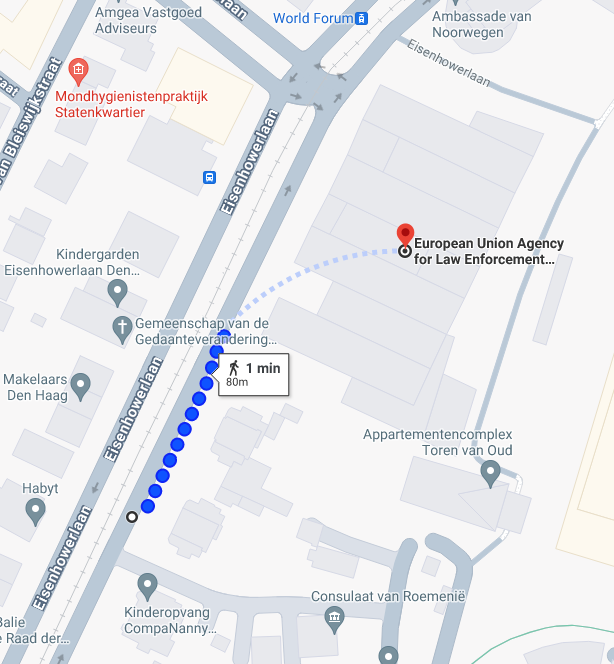 Amgea Vastgoed
Adviseurs
World Forum
Ambassade van
Noorwegen
Eisenhowerlaan
Mondhygienistenpraktijk
Statenkwartier
an Bleiswijkstraat
Eisenhowerlaan
European Union Agency
for Law Enforcement...
Kindergarden
Eisenhowerlaan Den...
Gemeenschap van de
Gedaanteverandering...
1 min
80m
Makelaars
Den Haag
Eisenhowerlaan
Appartementencomplex
Toren van Oud
Habyt
Eisenhowerlaan
Consulaat van Roemenië
Kinderopvang
CompaNanny...
Balie
e Raad der...